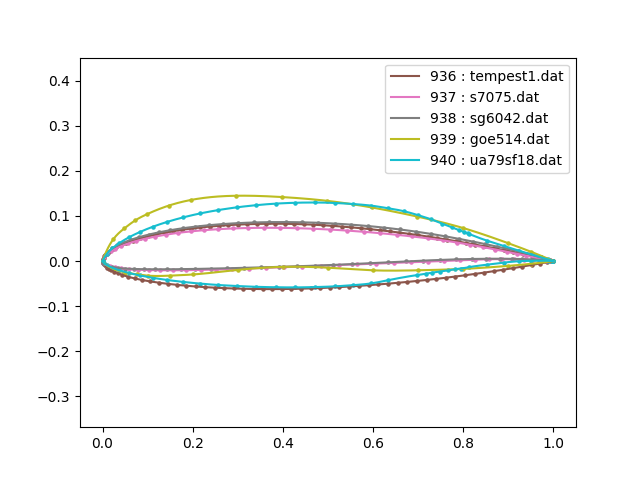 0.4
0.3
0.2
0.1
0.0
−0.1
−0.2
−0.3
0.0 0.2 0.4 0.6 0.8 1.0
936 : tempest1.dat
937 : s7075.dat
938 : sg6042.dat
939 : goe514.dat
940 : ua79sf18.dat